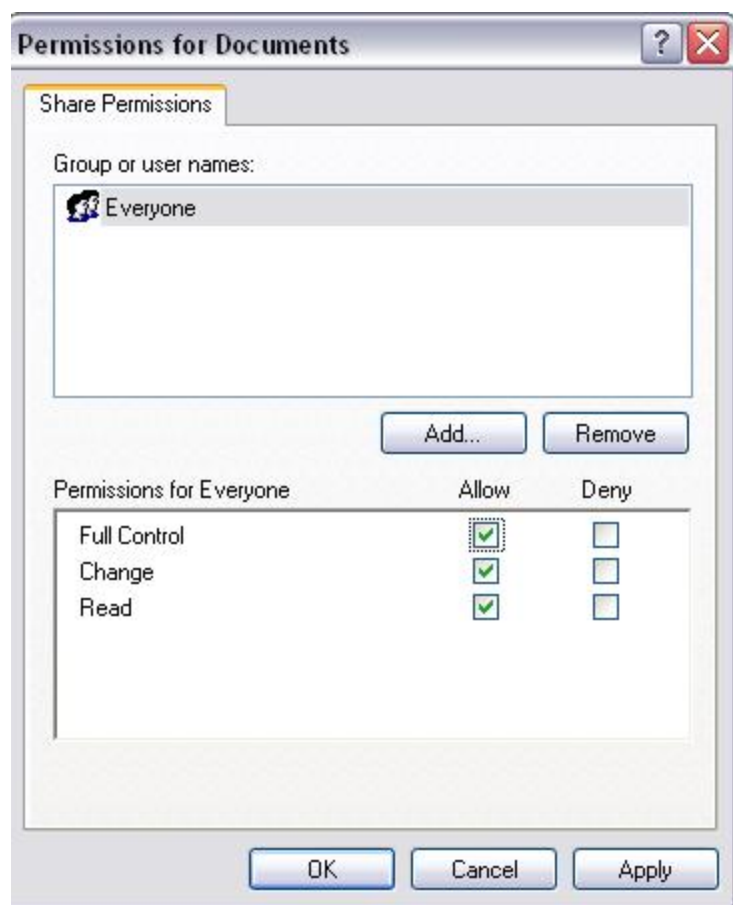 Permissions for Documents
Share Permissions
Group or user names:
Everyone
Add... Remove
Permissions for Everyone Allow Deny
Full Control
Change
Read
OK Cancel Apply